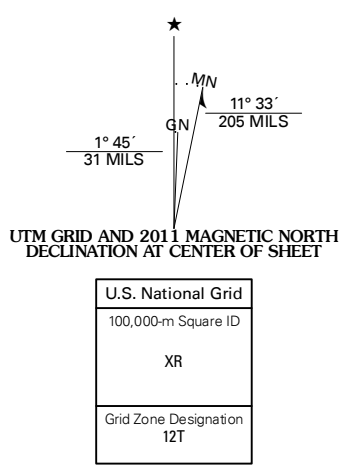 ★
MN
11° 33´
205 MILS
GN
1° 45´
31 MILS
UTM GRID AND 2011 MAGNETIC NORTH
DECLINATION AT CENTER OF SHEET
U.S. National Grid
100,000-m Square ID
XR
Grid Zone Designation
12T